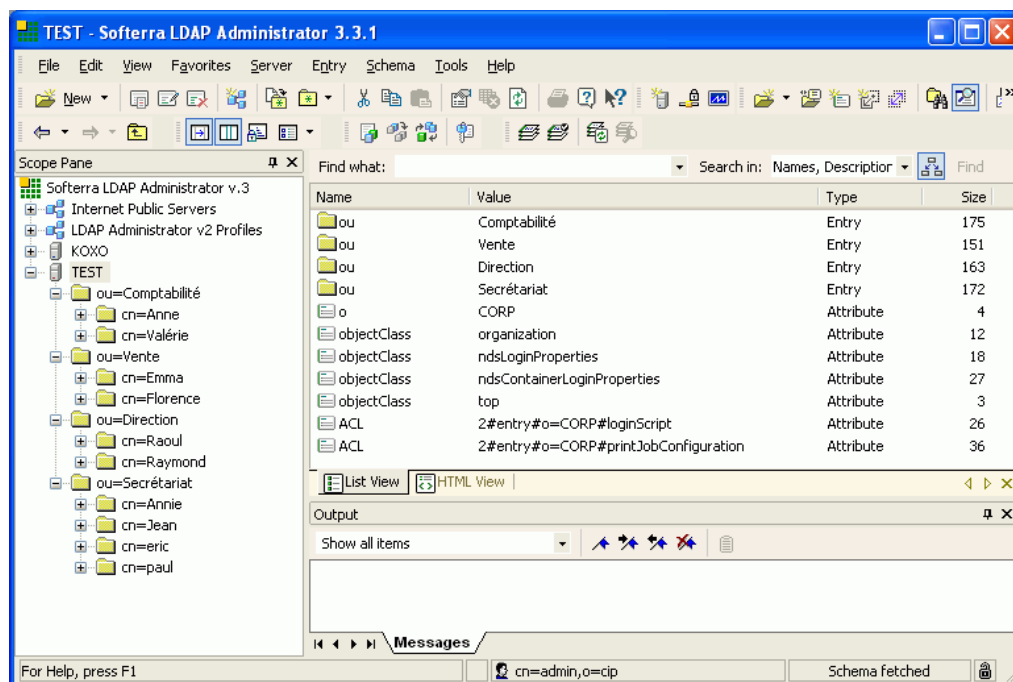 TEST - Softerra LDAP Administrator 3.3.1
File Edit View Favorites Server Entry Schema Tools Help
New
Scope Pane
Find what: Search in: Names, Description Find
Softerra LDAP Administrator v.3
Internet Public Servers
LDAP Administrator v2 Profiles
KOXO
TEST
ou=Comptabilité
cn=Anne
cn=Valérie
ou=Vente
cn=Emma
cn=Florence
ou=Direction
cn=Raoul
cn=Raymond
ou=Secrétariat
cn=Annie
cn=Jean
cn=eric
cn=paul
Name Value Type Size
ou Comptabilité Entry 175
ou Vente Entry 151
ou Direction Entry 163
ou Secrétariat Entry 172
o CORP Attribute 4
objectClass organization Attribute 12
objectClass ndsLoginProperties Attribute 18
objectClass ndsContainerLoginProperties Attribute 27
objectClass top Attribute 3
ACL 2#entry#o=CORP#loginScript Attribute 26
ACL 2#entry#o=CORP#printJobConfiguration Attribute 36
List View HTML View
Output
Show all items
Messages
For Help, press F1 cn=admin,o=cip Schema fetched